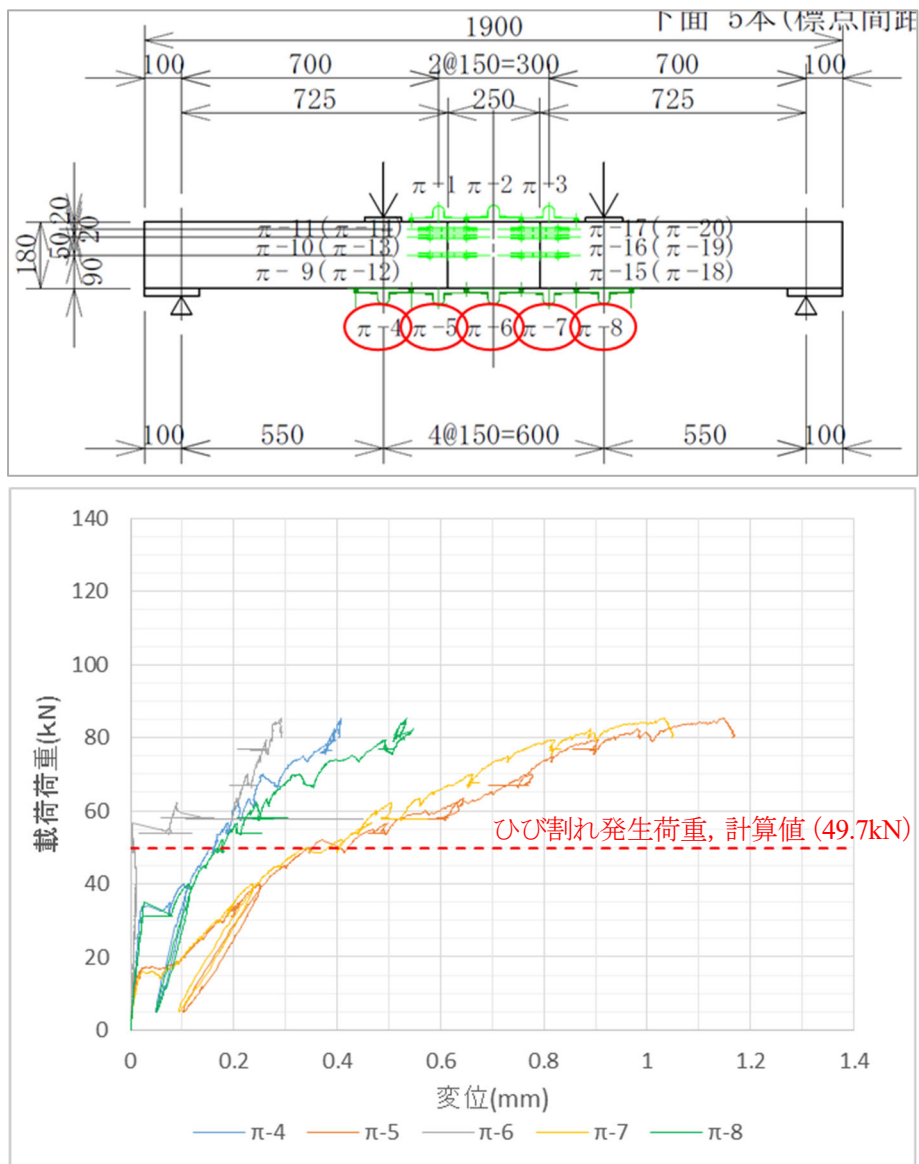 下面 5本(標点間距
1900
100 700 2@150=300 700 100
725 250 725
π-1 π-2 π-3
20
20
50
90
180
π-11(π-14) π-17(π-20)
π-10(π-13) π-16(π-19)
π-9(π-12) π-15(π-18)
π-4 π-5 π-6 π-7 π-8
100 550 4@150=600 550 100
140
120
100
80
60
40
20
0
載荷荷重(kN)
ひび割れ発生荷重, 計算値 (49.7kN)
0 0.2 0.4 0.6 0.8 1 1.2 1.4
変位(mm)
π-4 π-5 π-6 π-7 π-8